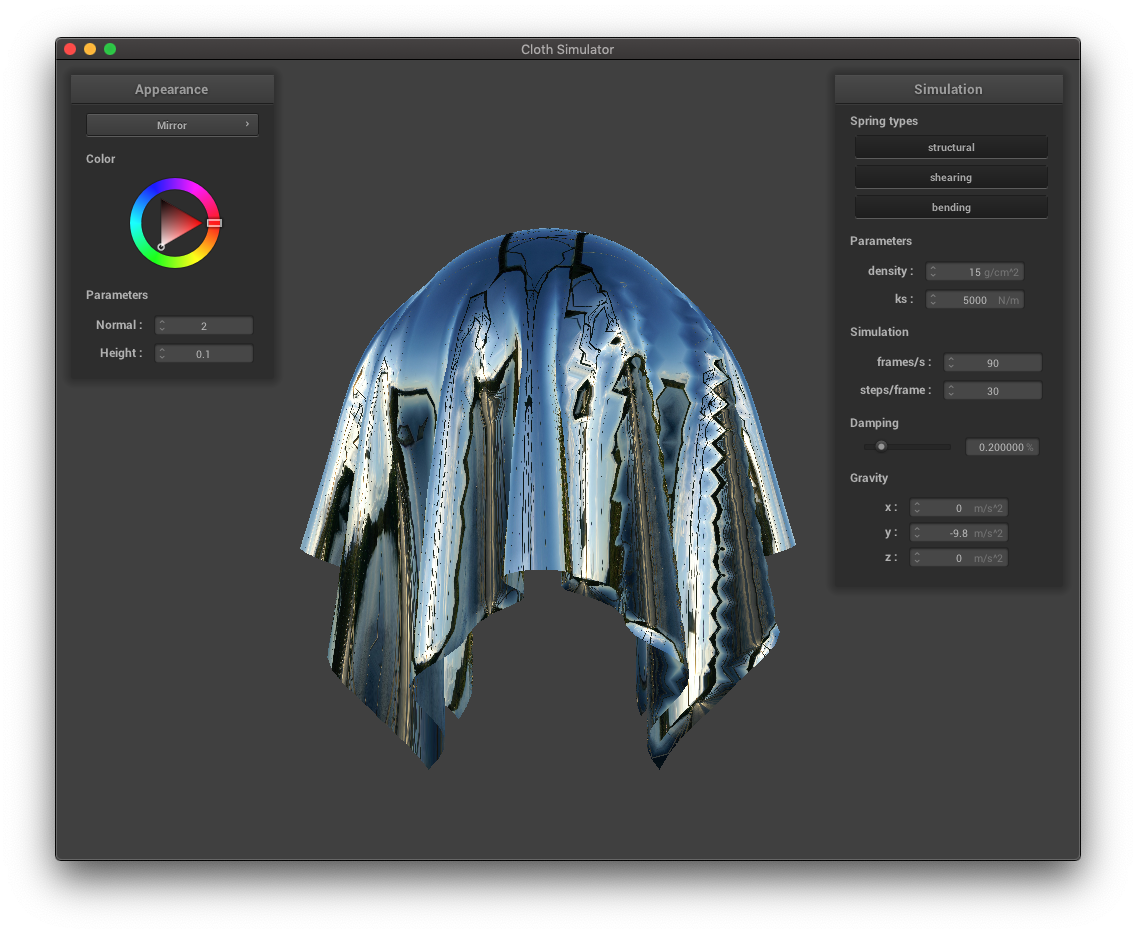 Cloth Simulator
Appearance
Mirror
Color
Parameters
Normal : 2
Height : 0.1
Simulation
Spring types
structural
shearing
bending
Parameters
density : 15 g/cm^2
ks : 5000 N/m
Simulation
frames/s : 90
steps/frame : 30
Damping
0.200000 %
Gravity
x : 0 m/s^2
y : -9.8 m/s^2
z : 0 m/s^2